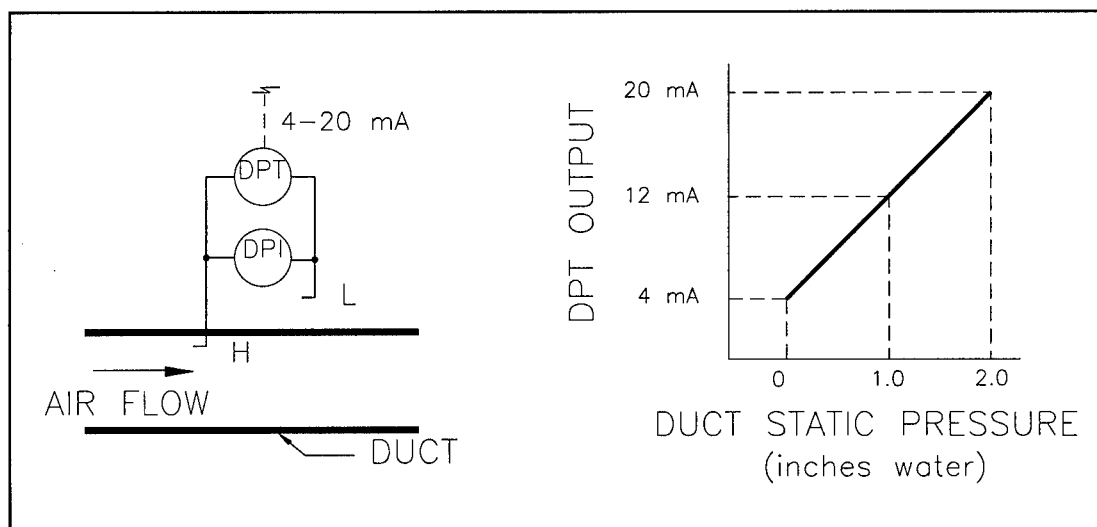 4-20 mA
DPT
DPI
L
H
AIR FLOW
DUCT
DPT OUTPUT
20 mA
12 mA
4 mA
0 1.0 2.0
DUCT STATIC PRESSURE
(inches water)